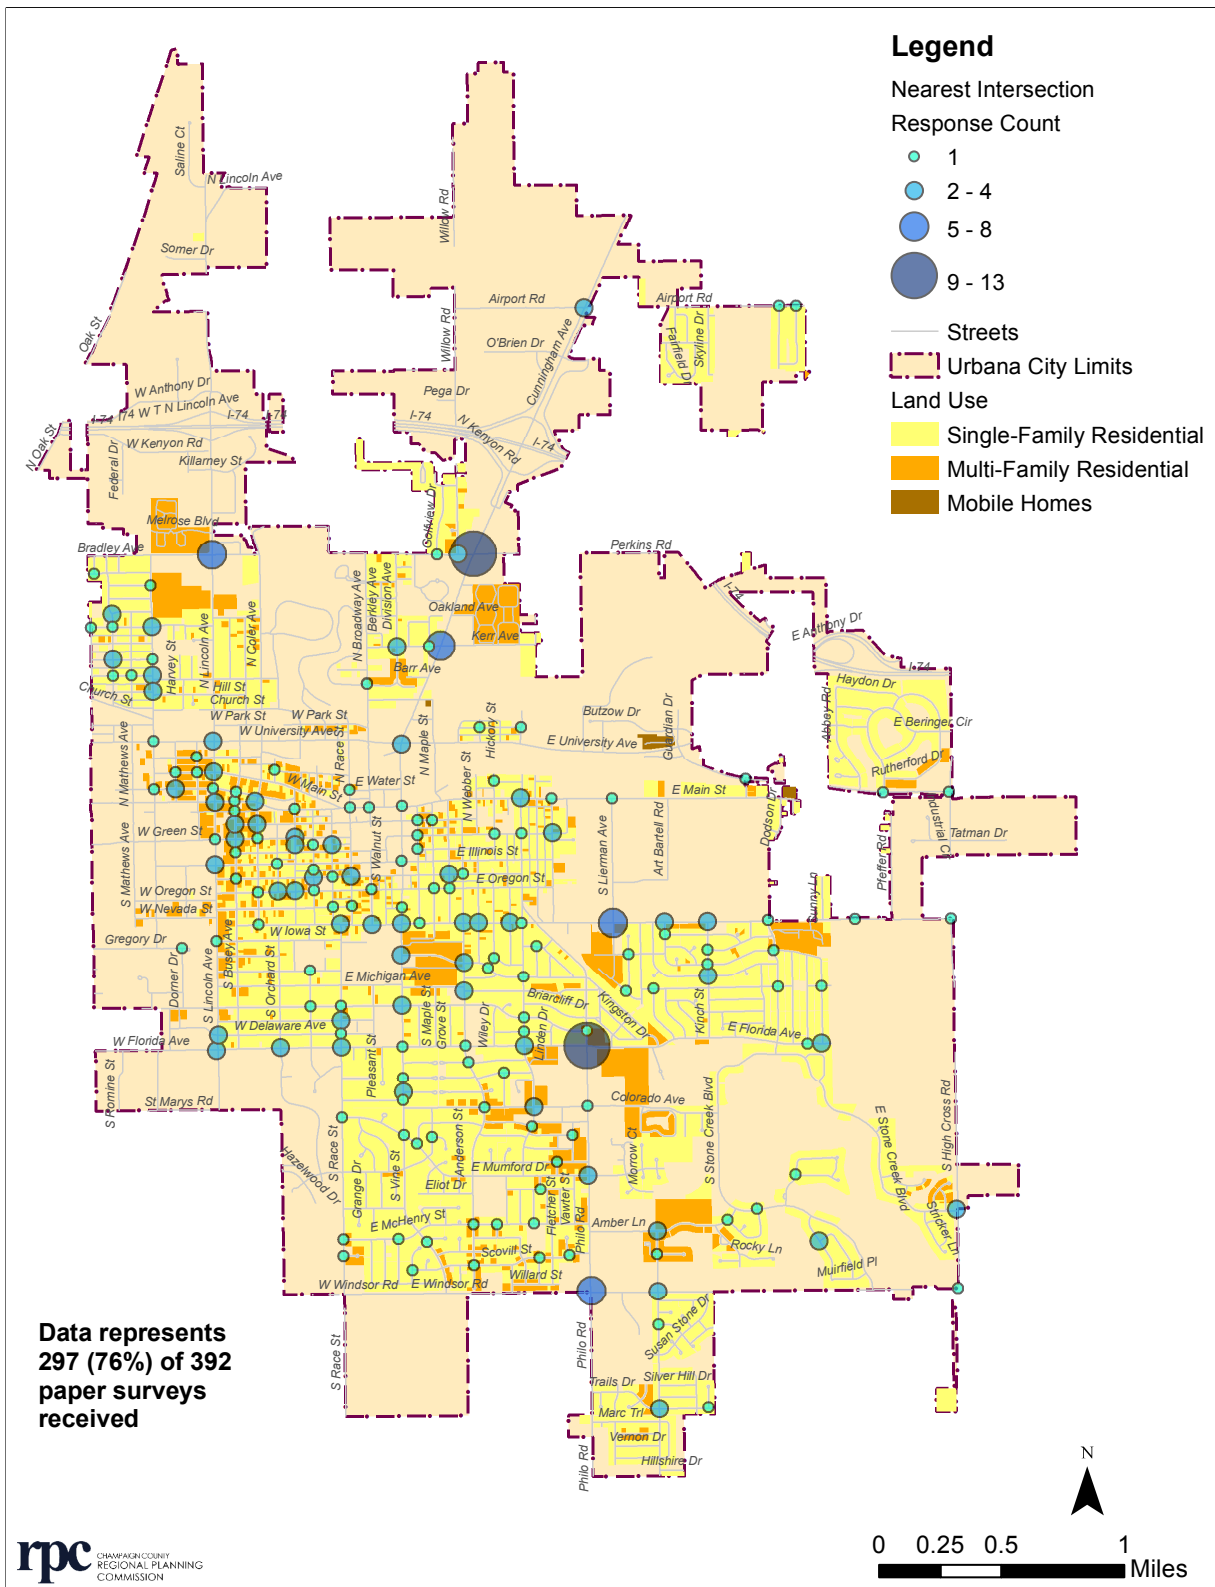 Legend
Nearest Intersection
Response Count
1
2 - 4
5 - 8
9 - 13
Streets
Urbana City Limits
Land Use
Single-Family Residential
Multi-Family Residential
Mobile Homes
Saline Ct
N Lincoln Ave
Somer Dr
Oak St
Willow Rd
Airport Rd
Airport Rd
Willow Rd
O'Brien Dr
Cunningham Ave
Fairfield Dr
Skyline Dr
W Anthony Dr
Pega Dr
I-74
I-74
W T N Lincoln Ave
I-74
I-74
I-74
N Kenyon Rd
I-74
N Oak St
W Kenyon Rd
Federal Dr
Killarney St
Golfview Dr
Melrose Blvd
Bradley Ave
Perkins Rd
I-74
N Broadway Ave
Berkley Ave
Division Ave
Oakland Ave
Kerr Ave
E Anthony Dr
Harvey St
N Lincoln Ave
N Coler Ave
Barr Ave
I-74
Haydon Dr
Church St
Hill St
Church St
W Park St
W Park St
W University Ave
N Race St
N Maple St
Hickory St
Butzow Dr
Guardian Dr
E University Ave
Abbey Rd
E Beringer Cir
Rutherford Dr
N Mathews Ave
W Main St
E Water St
N Webber St
E Main St
Dodson Dr
Industrial Cir
Tatman Dr
Pfeffer Rd
W Green St
S Mathews Ave
S Walnut St
E Illinois St
S Lierman Ave
Art Bartell Rd
W Oregon St
E Oregon St
W Nevada St
Sunny Ln
W Iowa St
Gregory Dr
Dorner Dr
S Lincoln Ave
S Busey Ave
S Orchard St
E Michigan Ave
Briarcliff Dr
Kingston Dr
Kinch St
S Maple St
Grove St
Wiley Dr
Linden Dr
W Delaware Ave
E Florida Ave
W Florida Ave
Pleasant St
S Romine St
St Marys Rd
Colorado Ave
S Stone Creek Blvd
E Stone Creek Blvd
S High Cross Rd
Hazelwood Dr
S Race St
Grange Dr
S Vine St
Anderson St
Eliot Dr
E Mumford Dr
Morrow Ct
Fletcher St
Vawter St
Philo Rd
E McHenry St
Amber Ln
Rocky Ln
Stricker Ln
Scovill St
Muirfield Pl
Willard St
W Windsor Rd
E Windsor Rd
Data represents
297 (76%) of 392
paper surveys
received
S Race St
Philo Rd
Susan Stone Dr
Trails Dr
Silver Hill Dr
Marc Trl
Vernon Dr
Hillshire Dr
Philo Rd
N
rpc
CHAMPAIGN COUNTY
REGIONAL PLANNING
COMMISSION
0 0.25 0.5 1
Miles